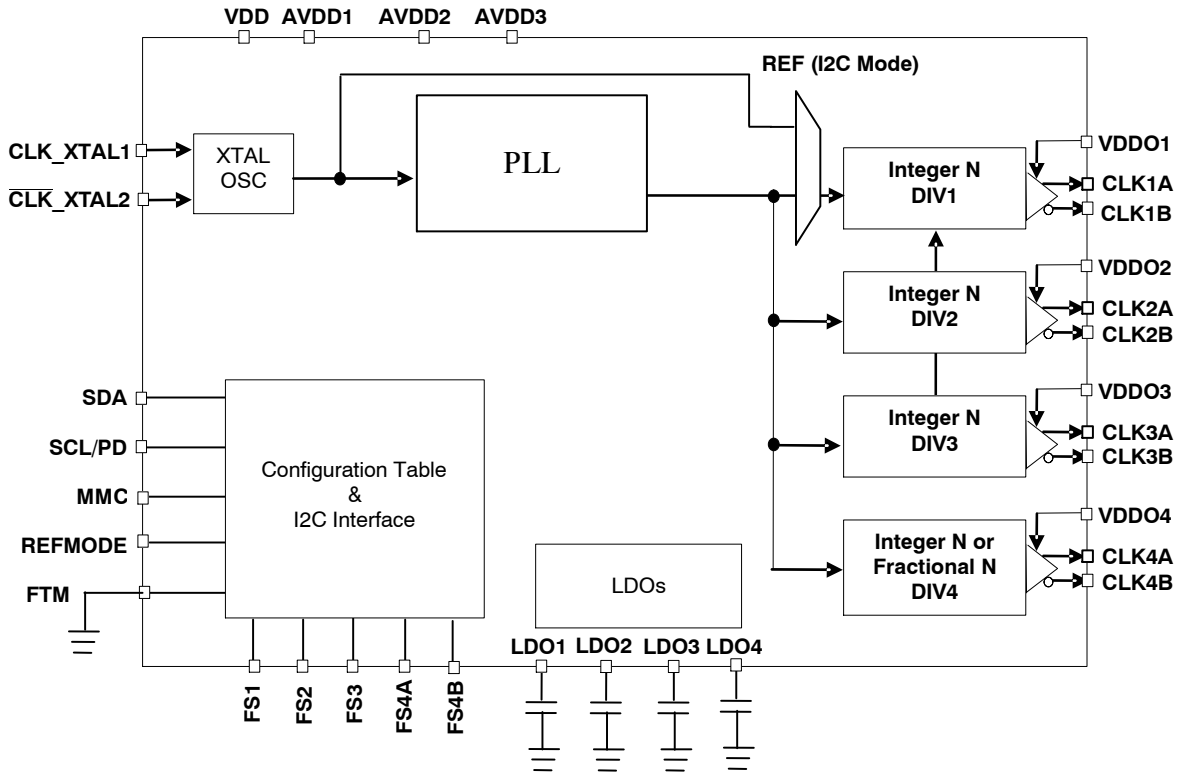 VDD AVDD1 AVDD2 AVDD3
REF (I2C Mode)
CLK_XTAL1
CLK_XTAL2
XTAL
OSC
PLL
Integer N
DIV1
VDDO1
CLK1A
CLK1B
Integer N
DIV2
VDDO2
CLK2A
CLK2B
Integer N
DIV3
VDDO3
CLK3A
CLK3B
Integer N or
Fractional N
DIV4
VDDO4
CLK4A
CLK4B
SDA
SCL/PD
MMC
REFMODE
FTM
Configuration Table
&
I2C Interface
LDOs
LDO1 LDO2 LDO3 LDO4
FS1
FS2
FS3
FS4A
FS4B